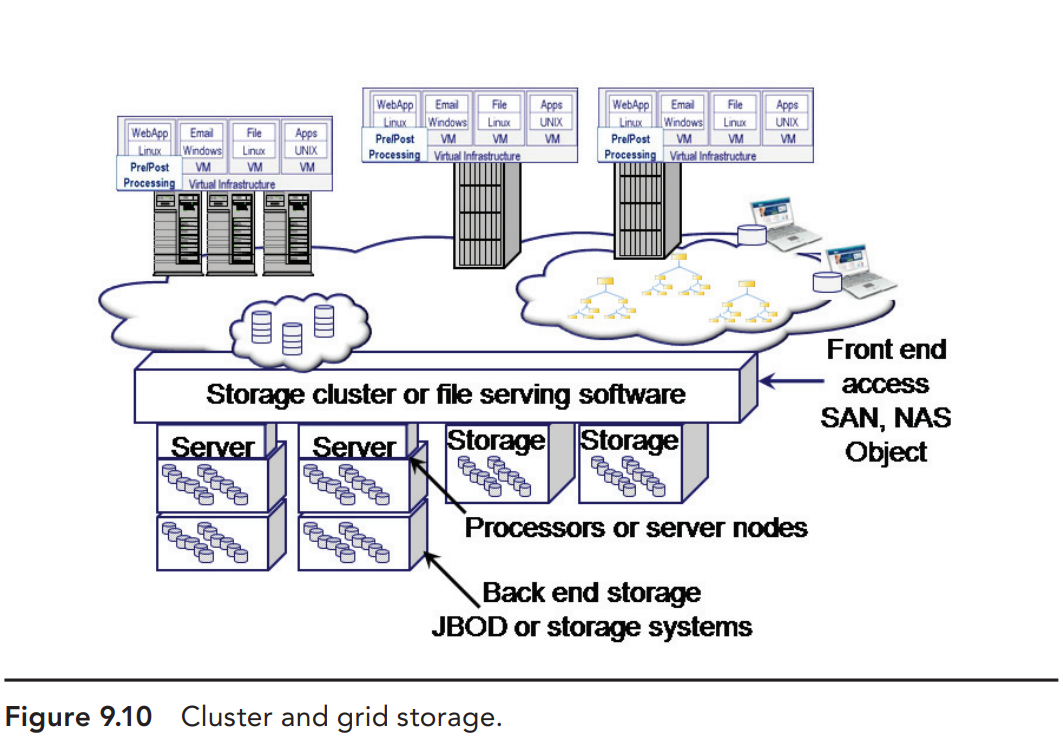 WebApp Email File Apps
Linux Windows Linux UNIX
Pre/Post VM VM VM
Processing Virtual Infrastructure
WebApp Email File Apps
Linux Windows Linux UNIX
Pre/Post VM VM VM
Processing Virtual Infrastructure
WebApp Email File Apps
Linux Windows Linux UNIX
Pre/Post VM VM VM
Processing Virtual Infrastructure
Front end
access
SAN, NAS
Object
Storage cluster or file serving software
Server Server Storage Storage
Processors or server nodes
Back end storage
JBOD or storage systems
Figure 9.10 Cluster and grid storage.